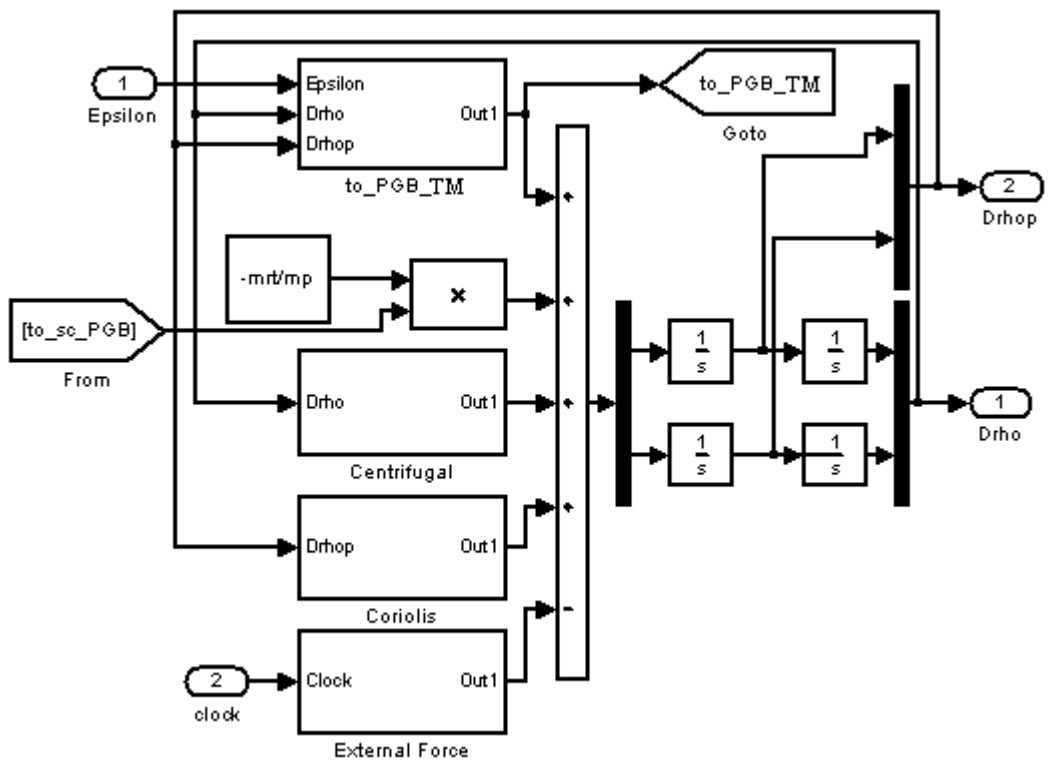 1
Epsilon
Epsilon
Drho
Drhop
Out1
to_PGB_TM
to_PGB_TM
Goto
2
Drhop
-mrt/mp
×
[to_sc_PGB]
From
Drho
Out1
Centrifugal
Drhop
Out1
Coriolis
2
clock
Clock
Out1
External Force
+
+
+
+
-
1
s
1
s
1
s
1
s
1
Drho